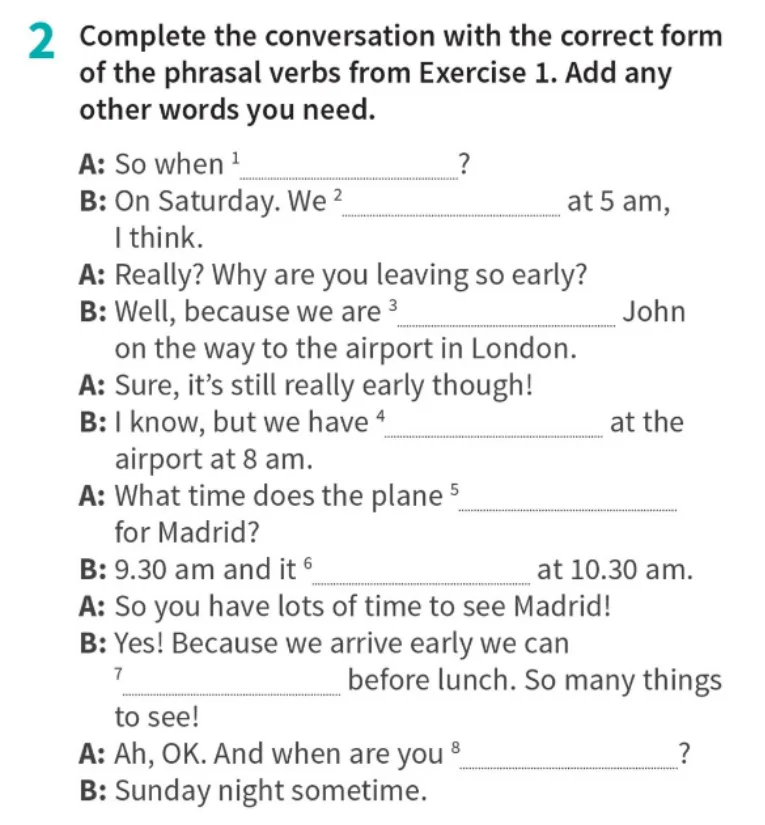 2 Complete the conversation with the correct form
of the phrasal verbs from Exercise 1. Add any
other words you need.
A: So when 1 ?
B: On Saturday. We 2 at 5 am,
I think.
A: Really? Why are you leaving so early?
B: Well, because we are 3 John
on the way to the airport in London.
A: Sure, it’s still really early though!
B: I know, but we have 4 at the
airport at 8 am.
A: What time does the plane 5
for Madrid?
B: 9.30 am and it 6 at 10.30 am.
A: So you have lots of time to see Madrid!
B: Yes! Because we arrive early we can
7 before lunch. So many things
to see!
A: Ah, OK. And when are you 8 ?
B: Sunday night sometime.